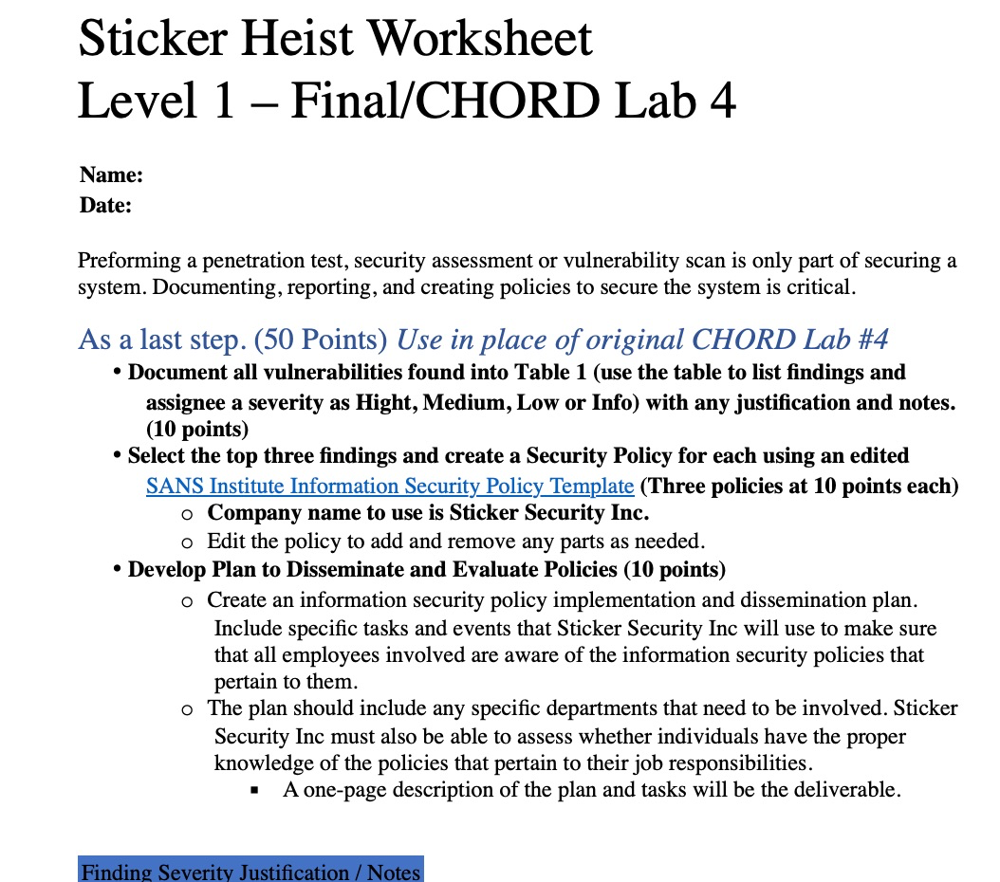 Sticker Heist Worksheet
Level 1 – Final/CHORD Lab 4
Name:
Date:
Preforming a penetration test, security assessment or vulnerability scan is only part of securing a
system. Documenting, reporting, and creating policies to secure the system is critical.
As a last step. (50 Points) Use in place of original CHORD Lab #4
• Document all vulnerabilities found into Table 1 (use the table to list findings and
assignee a severity as Hight, Medium, Low or Info) with any justification and notes.
(10 points)
• Select the top three findings and create a Security Policy for each using an edited
SANS Institute Information Security Policy Template (Three policies at 10 points each)
o Company name to use is Sticker Security Inc.
o Edit the policy to add and remove any parts as needed.
• Develop Plan to Disseminate and Evaluate Policies (10 points)
o Create an information security policy implementation and dissemination plan.
Include specific tasks and events that Sticker Security Inc will use to make sure
that all employees involved are aware of the information security policies that
pertain to them.
o The plan should include any specific departments that need to be involved. Sticker
Security Inc must also be able to assess whether individuals have the proper
knowledge of the policies that pertain to their job responsibilities.
▪ A one-page description of the plan and tasks will be the deliverable.
Finding Severity Justification / Notes